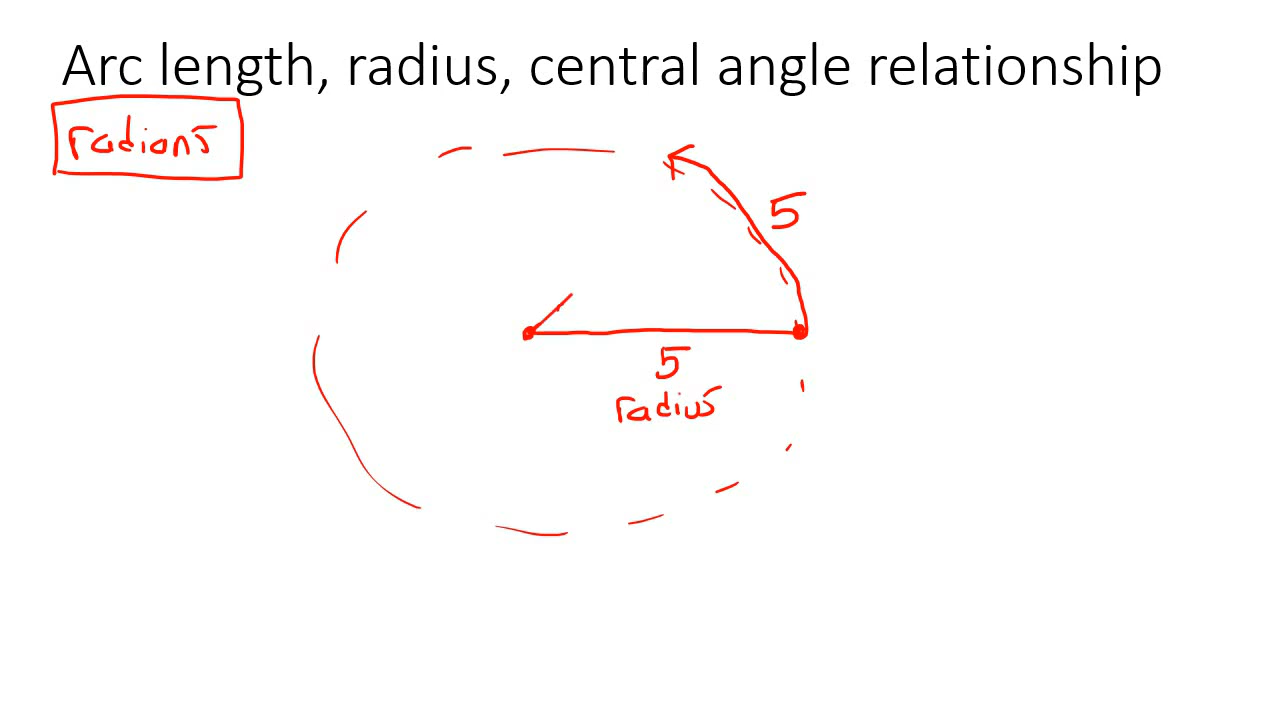 Arc length, radius, central angle relationship
radians
5
5
radius